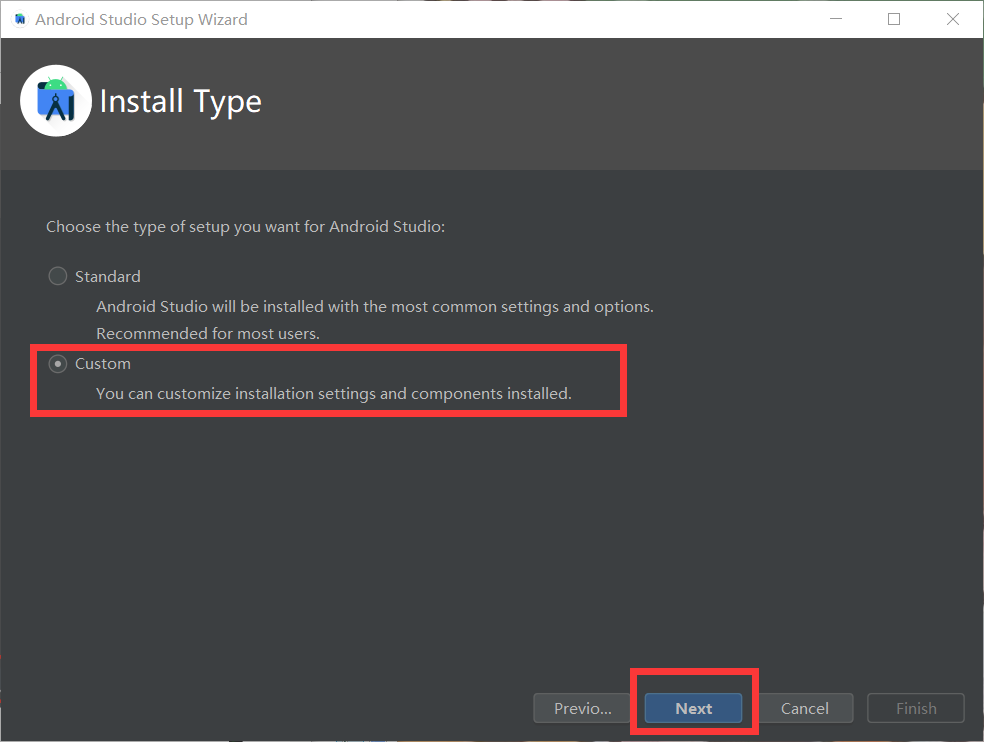 Android Studio Setup Wizard
Install Type
Choose the type of setup you want for Android Studio:
Standard
Android Studio will be installed with the most common settings and options.
Recommended for most users.
Custom
You can customize installation settings and components installed.
Previo... Next Cancel Finish